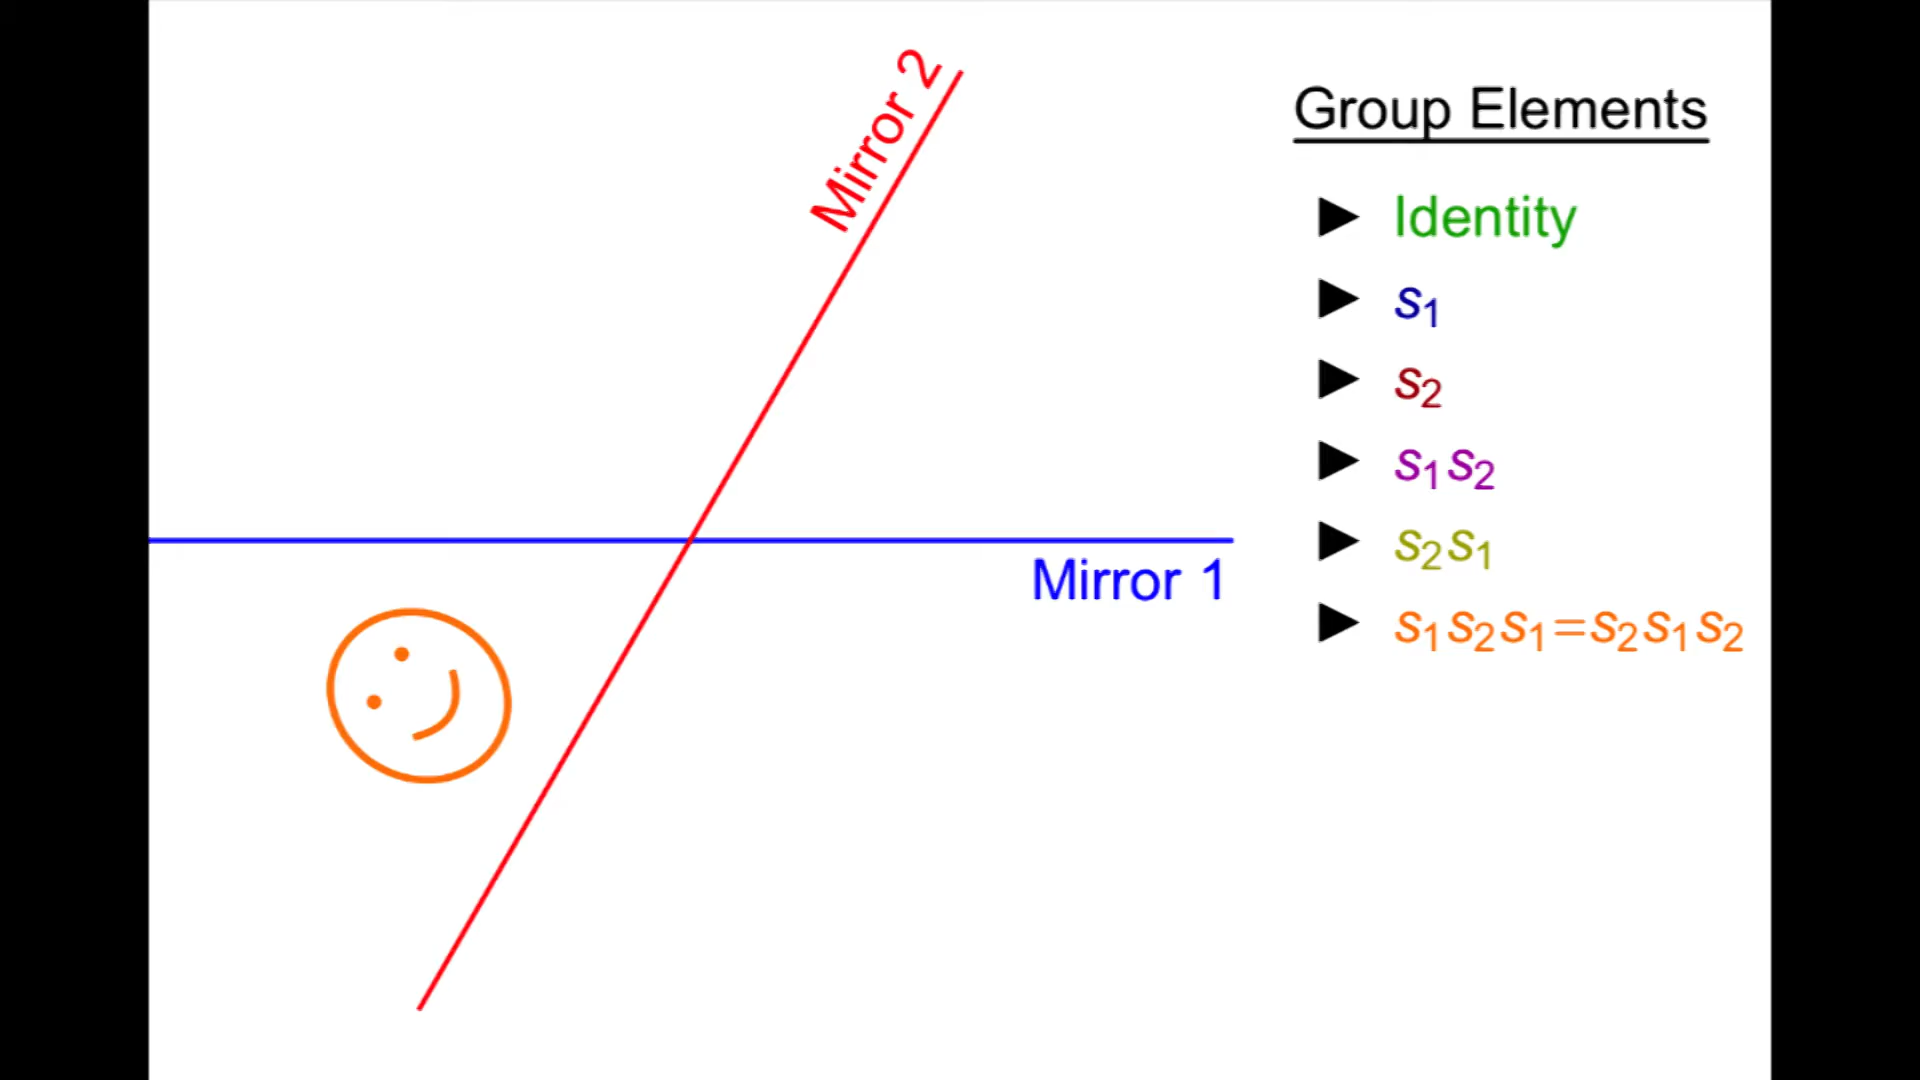 Mirror 2
Mirror 1
Group Elements
► Identity
► s₁
► s₂
► s₁s₂
► s₂s₁
► s₁s₂s₁=s₂s₁s₂